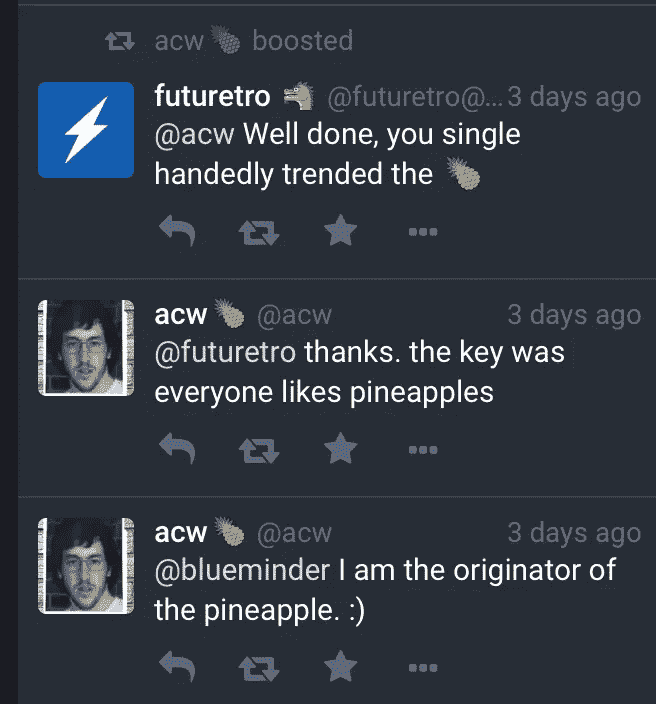 acw 🍍 boosted
futuretro 🐲 @futuretro@... 3 days ago
@acw Well done, you single
handedly trended the 🍍
acw 🍍 @acw 3 days ago
@futuretro thanks. the key was
everyone likes pineapples
acw 🍍 @acw 3 days ago
@blueminder I am the originator of
the pineapple. :)